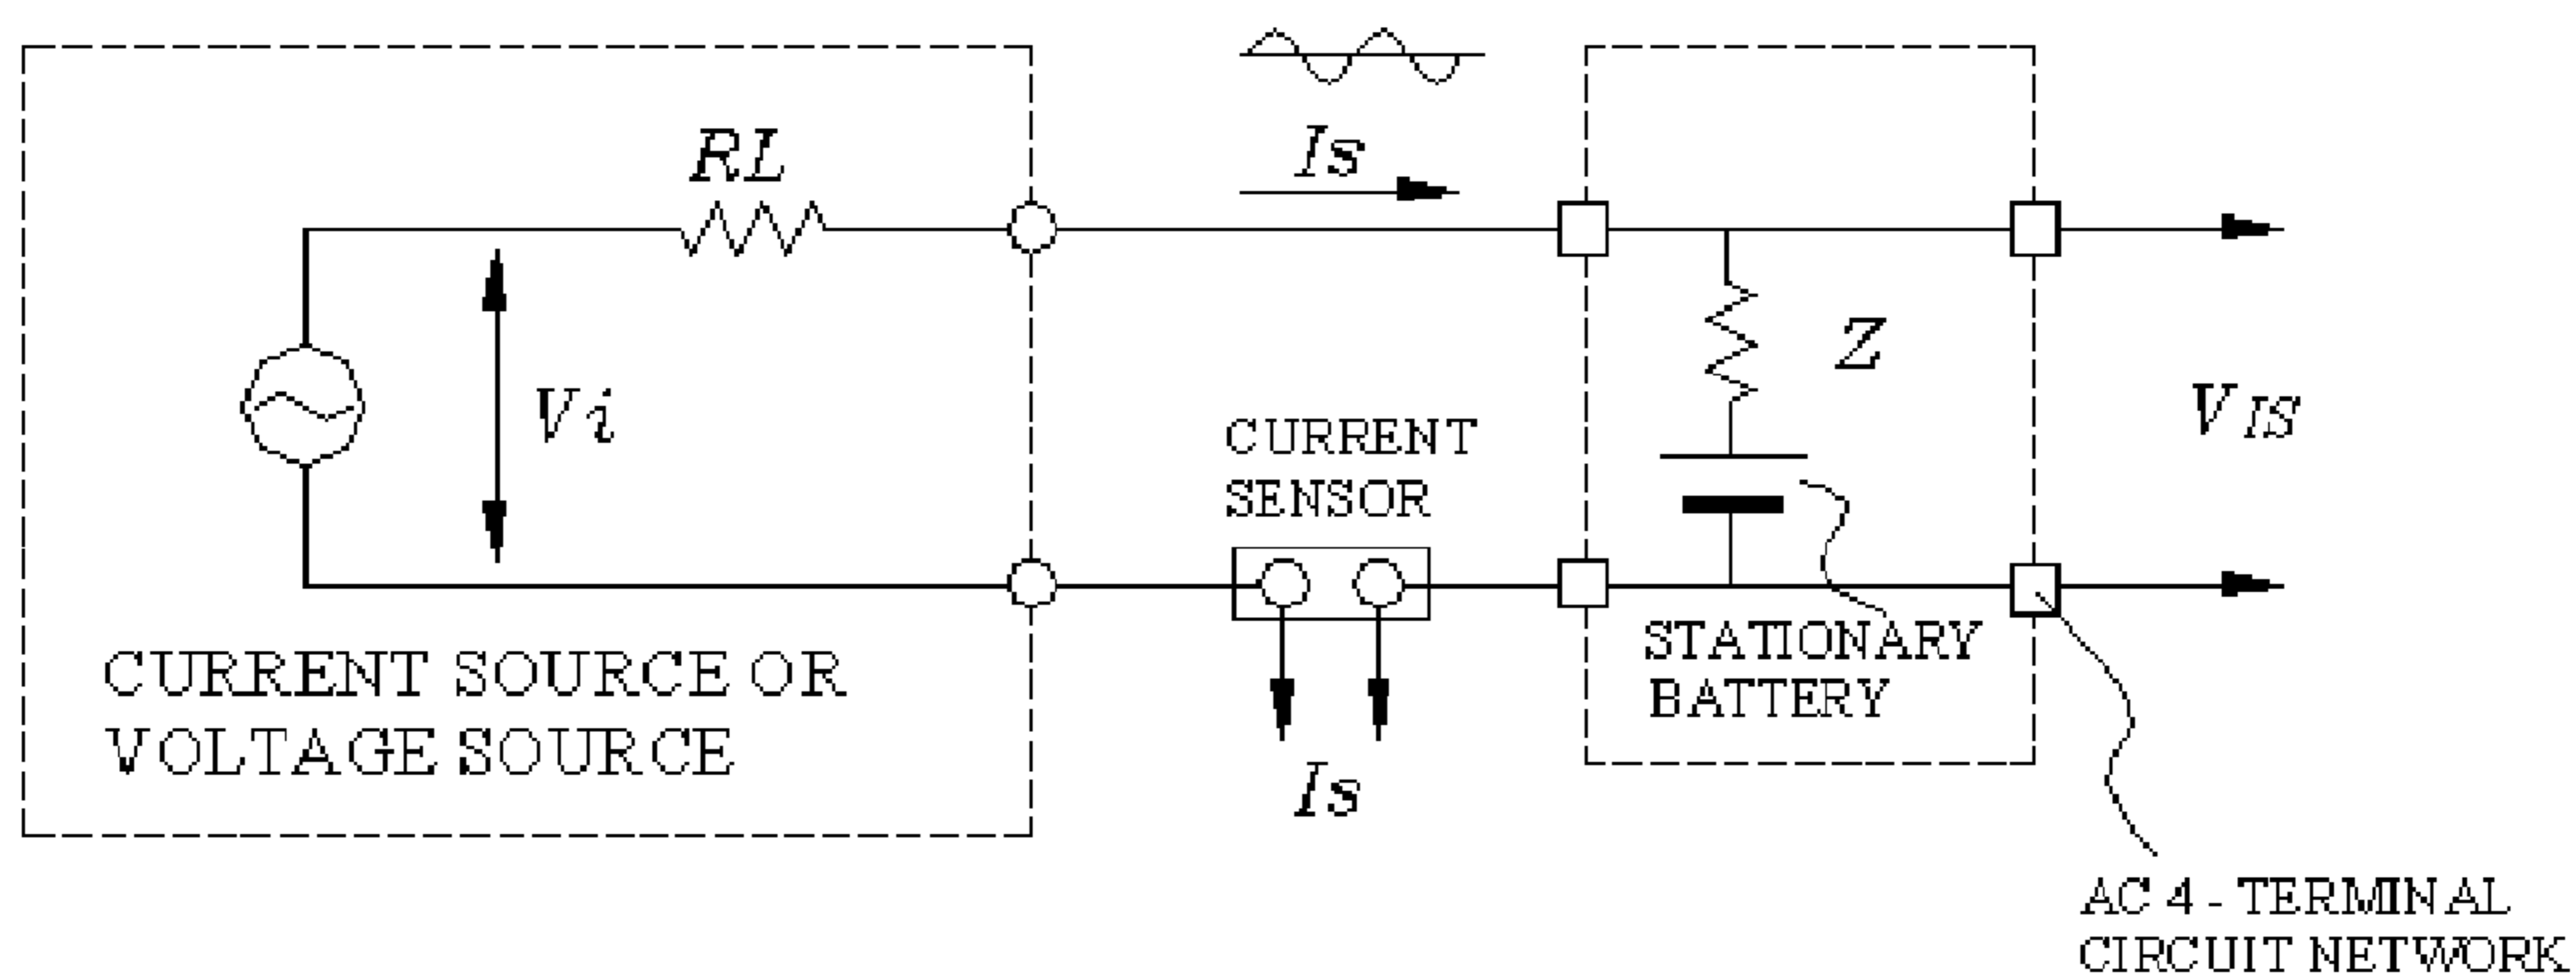 RL
Is
Z
Vi
VIS
CURRENT
SENSOR
STATIONARY
BATTERY
CURRENT SOURCE OR
VOLTAGE SOURCE
Is
AC 4 - TERMINAL
CIRCUIT NETWORK